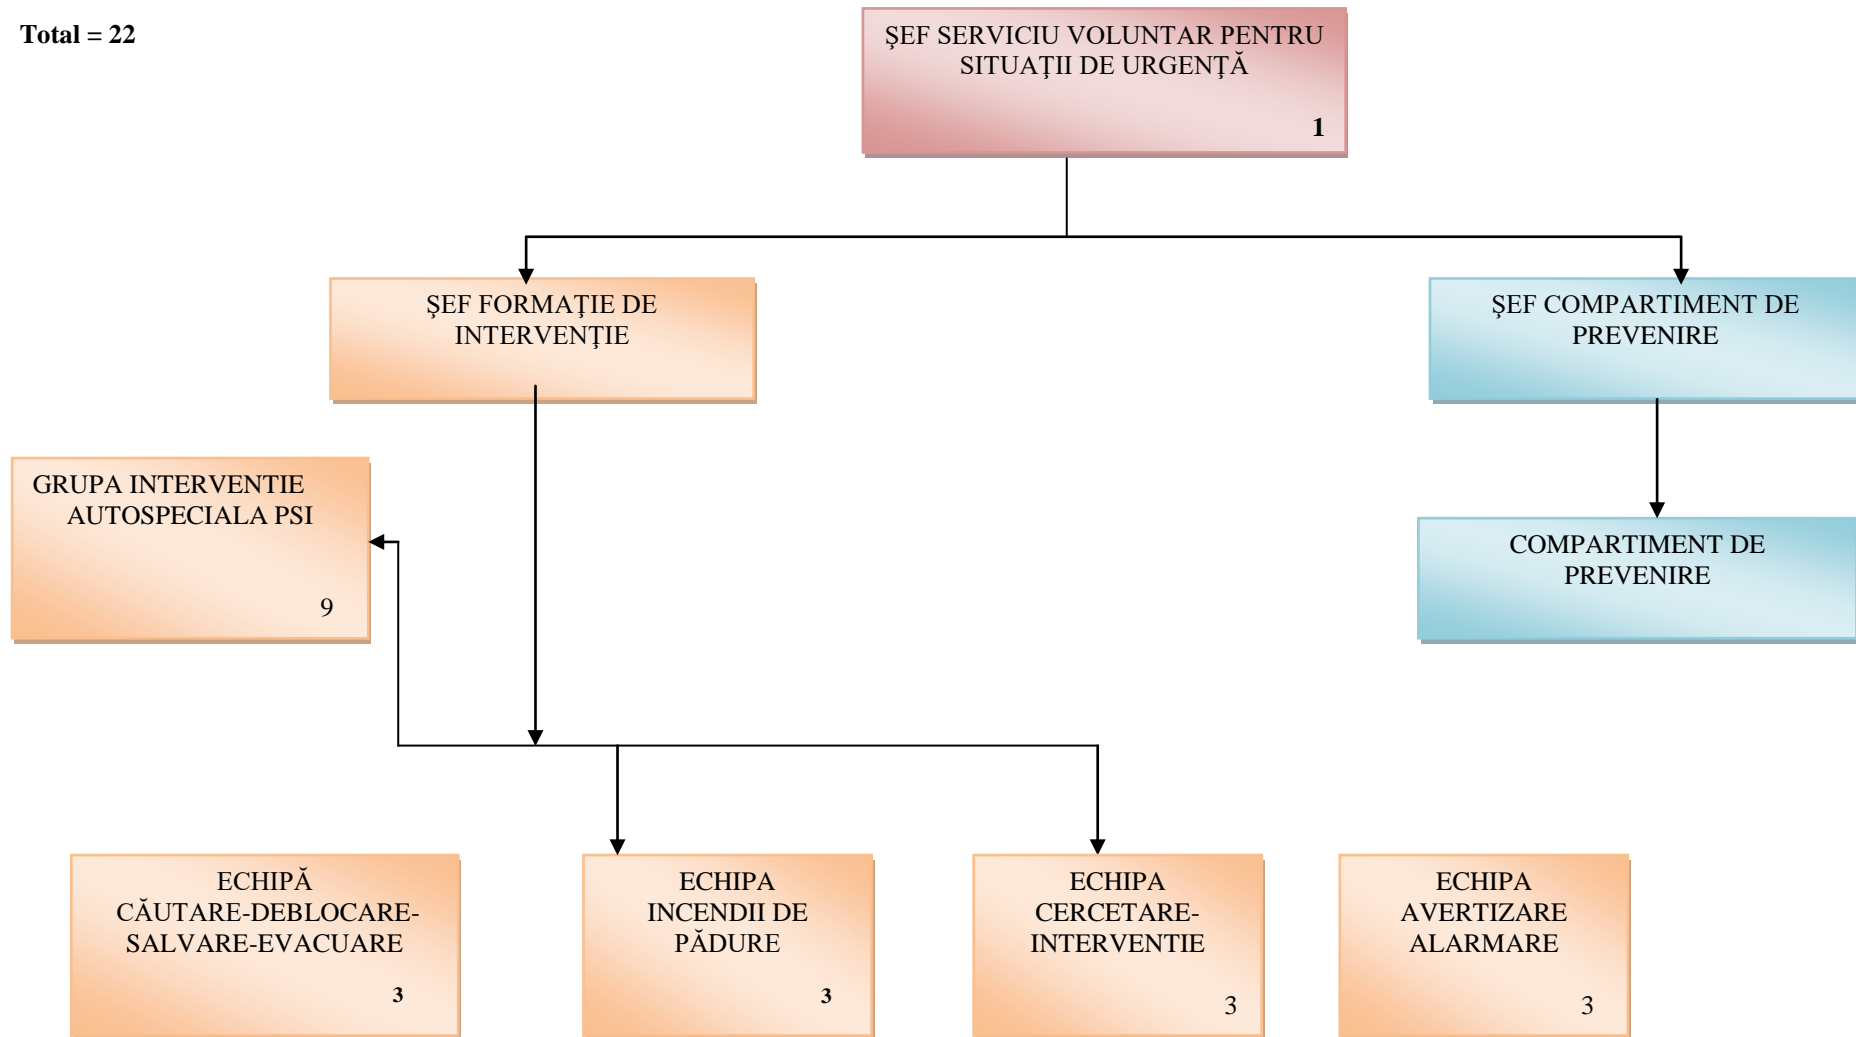 Total = 22
ŞEF SERVICIU VOLUNTAR PENTRU
SITUAŢII DE URGENŢĂ
1
ŞEF FORMAŢIE DE
INTERVENŢIE
ŞEF COMPARTIMENT DE
PREVENIRE
GRUPA INTERVENTIE
AUTOSPECIALA PSI
9
COMPARTIMENT DE
PREVENIRE
ECHIPĂ
CĂUTARE-DEBLOCARE-
SALVARE-EVACUARE
3
ECHIPA
INCENDII DE
PĂDURE
3
ECHIPA
CERCETARE-
INTERVENTIE
3
ECHIPA
AVERTIZARE
ALARMARE
3